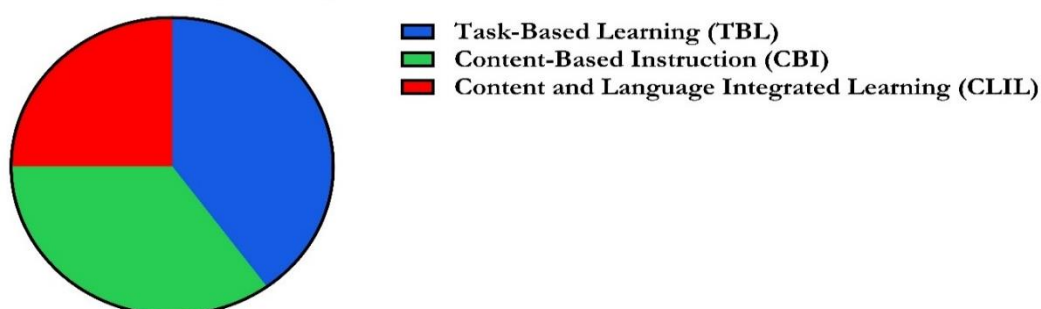 Task-Based Learning (TBL)
Content-Based Instruction (CBI)
Content and Language Integrated Learning (CLIL)